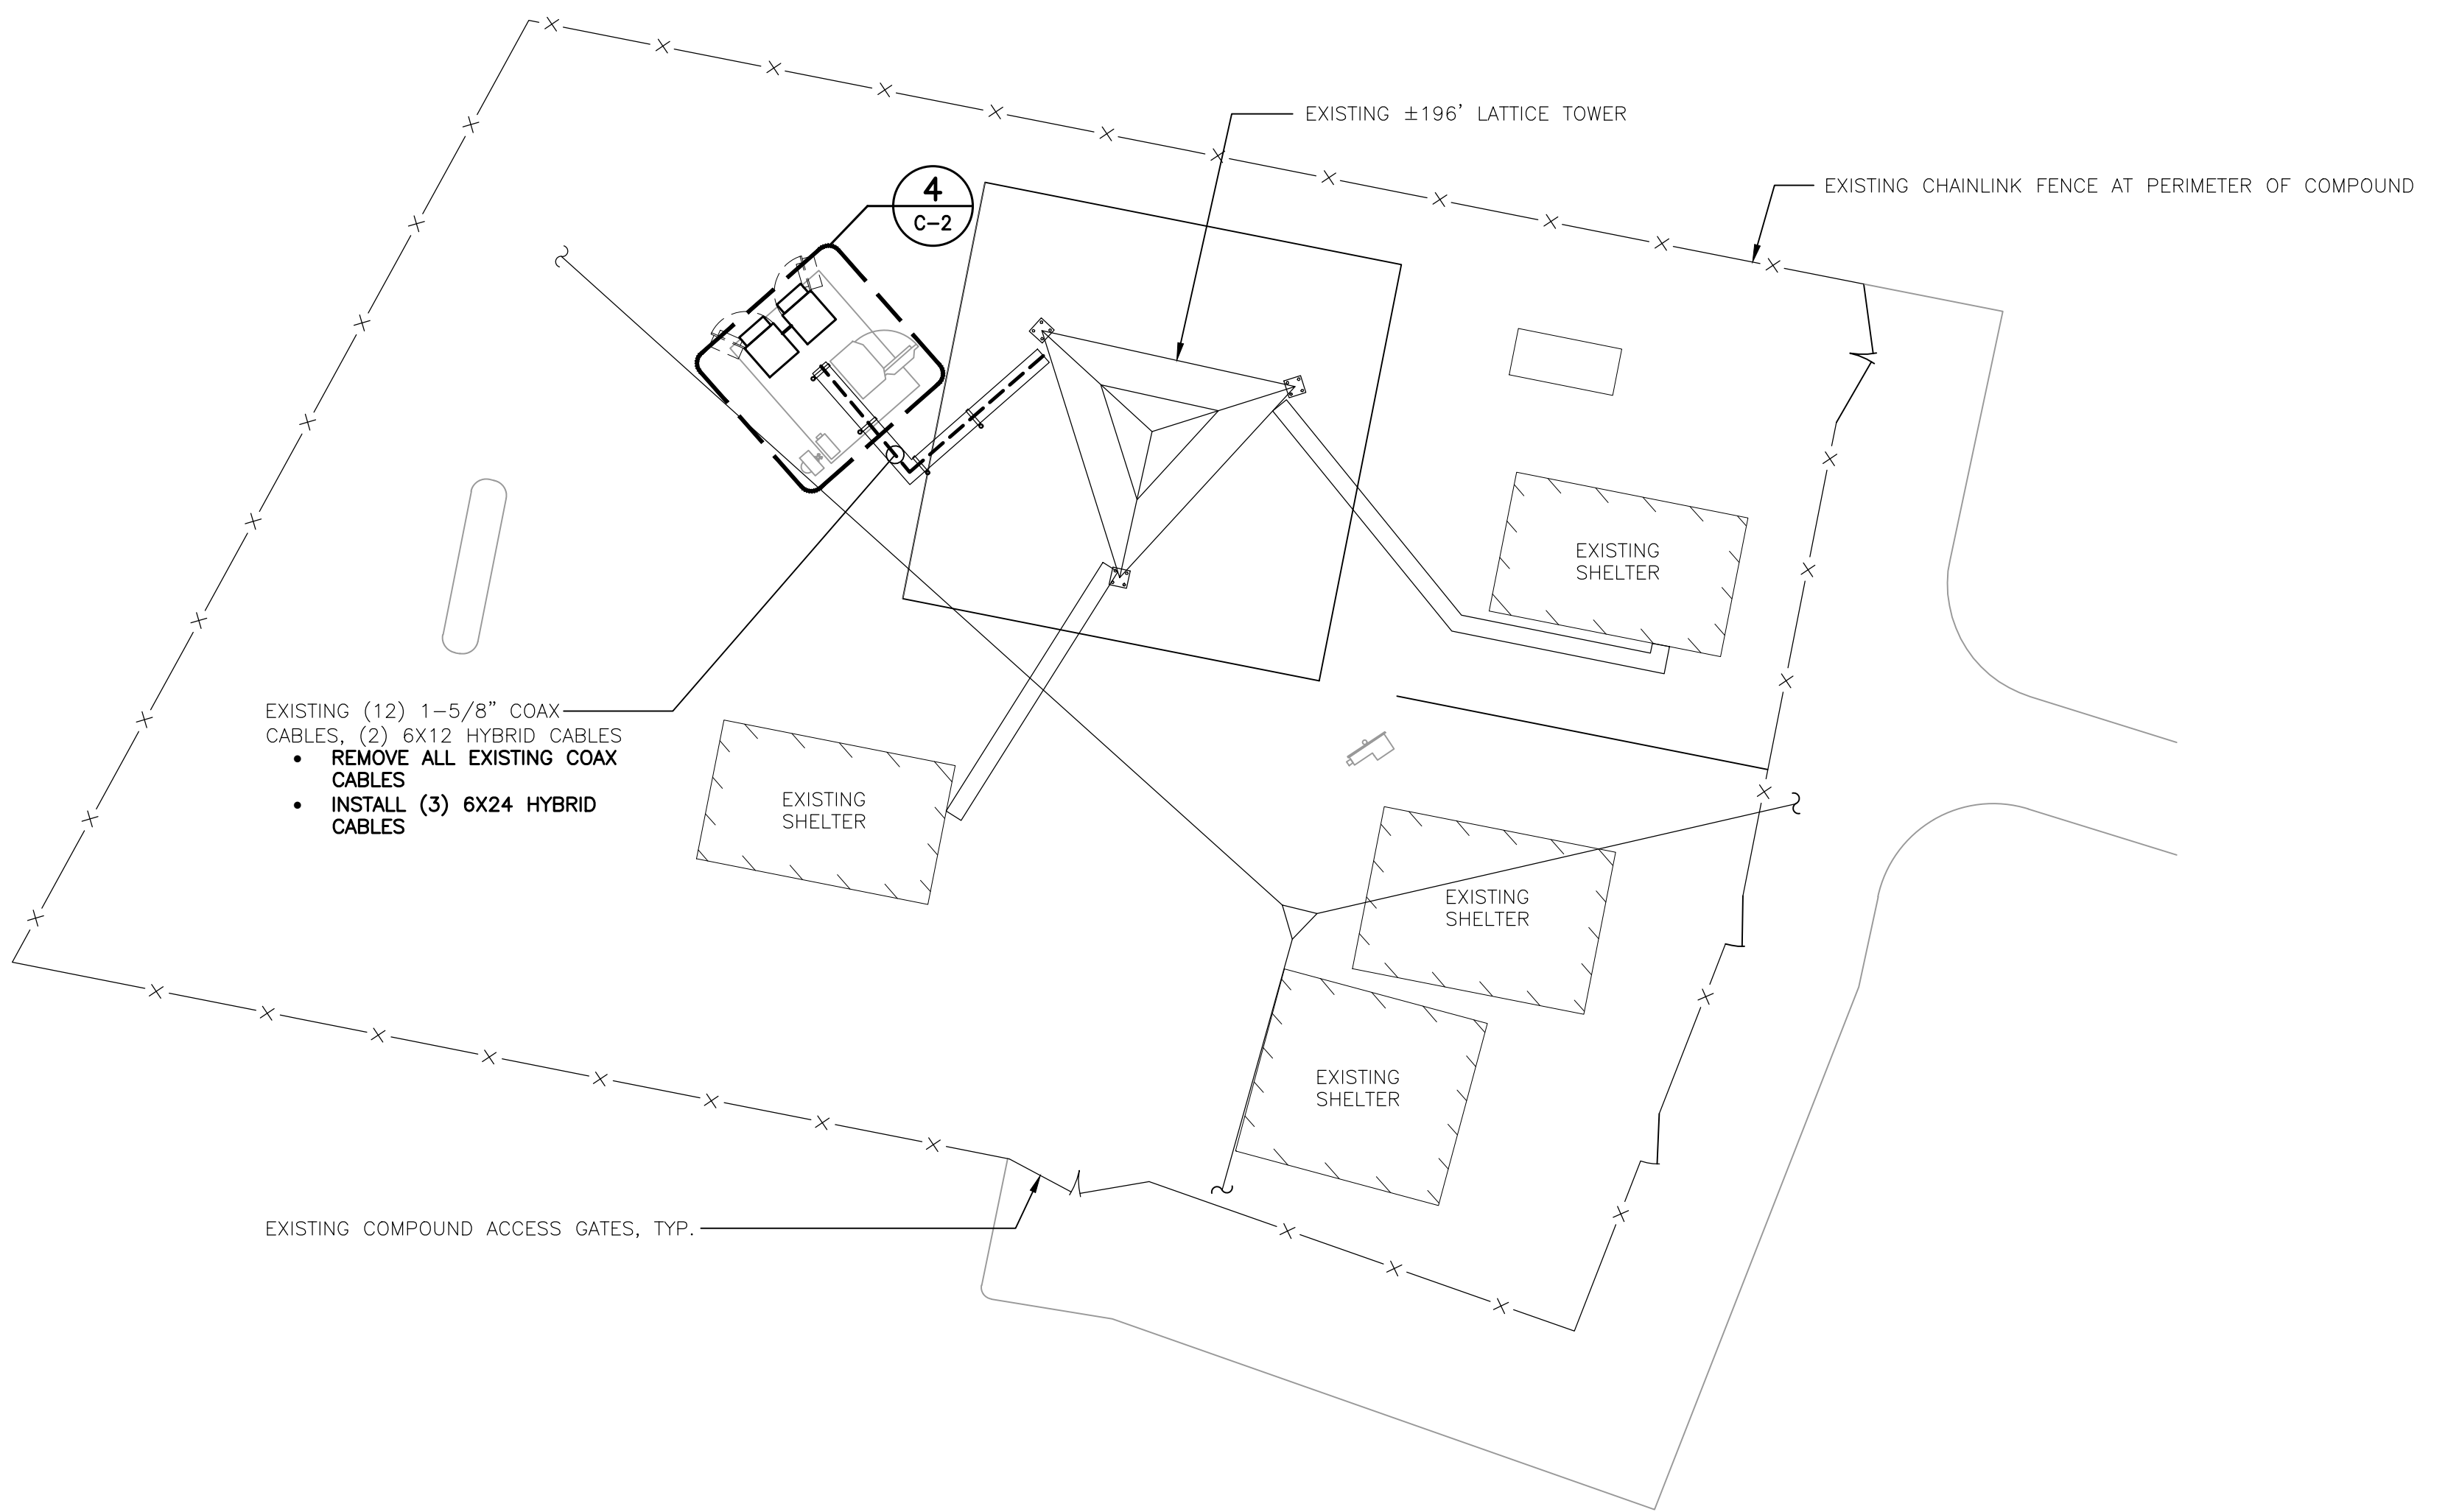 EXISTING ±196' LATTICE TOWER
EXISTING CHAINLINK FENCE AT PERIMETER OF COMPOUND
4
C-2
EXISTING
SHELTER
EXISTING (12) 1-5/8" COAX
CABLES, (2) 6X12 HYBRID CABLES
• REMOVE ALL EXISTING COAX
CABLES
• INSTALL (3) 6X24 HYBRID
CABLES
EXISTING
SHELTER
EXISTING
SHELTER
EXISTING
SHELTER
EXISTING COMPOUND ACCESS GATES, TYP.